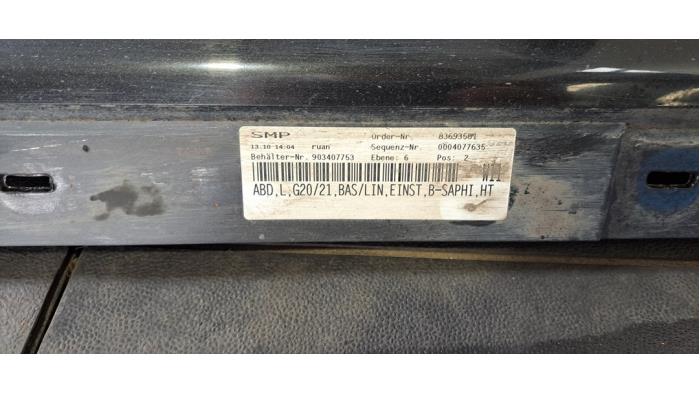 SMP Order-Nr. 83693581
13.10 14:04 ruan Sequenz-Nr. 0004077635
Behälter-Nr. 903407753 Ebene: 6 Pos: 2
W11
ABD,L,G20/21,BAS/LIN,EINST,B-SAPHI,HT